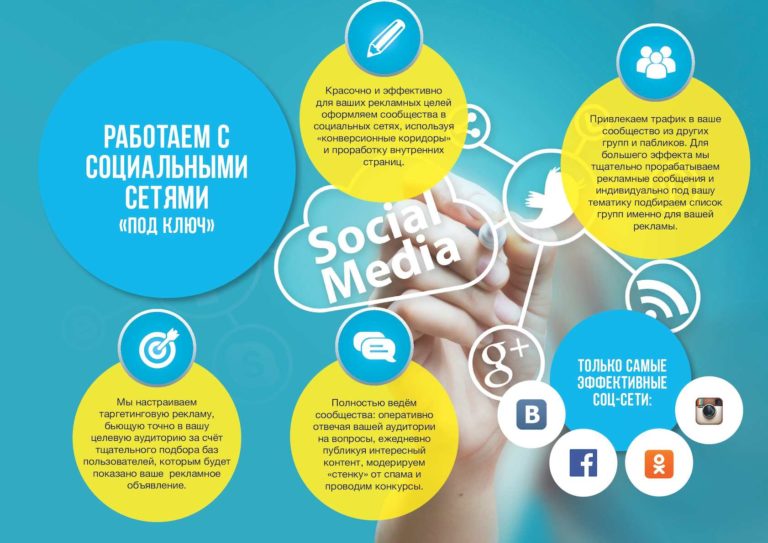 РАБОТАЕМ С
СОЦИАЛЬНЫМИ
СЕТЯМИ
«ПОД КЛЮЧ»
Красочно и эффективно
для ваших рекламных целей
оформляем сообщества в
социальных сетях, используя
«конверсионные коридоры»
и проработку внутренних
страниц.
Привлекаем трафик в ваше
сообщество из других
групп и пабликов. Для
большего эффекта мы
тщательно прорабатываем
рекламные сообщения и
индивидуально под вашу
тематику подбираем список
групп именно для вашей
рекламы.
Social
Media
g+
Мы настраиваем
таргетинговую рекламу,
бьющую точно в вашу
целевую аудиторию за счёт
тщательного подбора баз
пользователей, которым будет
показано ваше рекламное
объявление.
Полностью ведём
сообщества: оперативно
отвечая вашей аудитории
на вопросы, ежедневно
публикуя интересный
контент, модерируем
«стенку» от спама и
проводим конкурсы.
ТОЛЬКО САМЫЕ
ЭФФЕКТИВНЫЕ
СОЦ-СЕТИ:
В
f